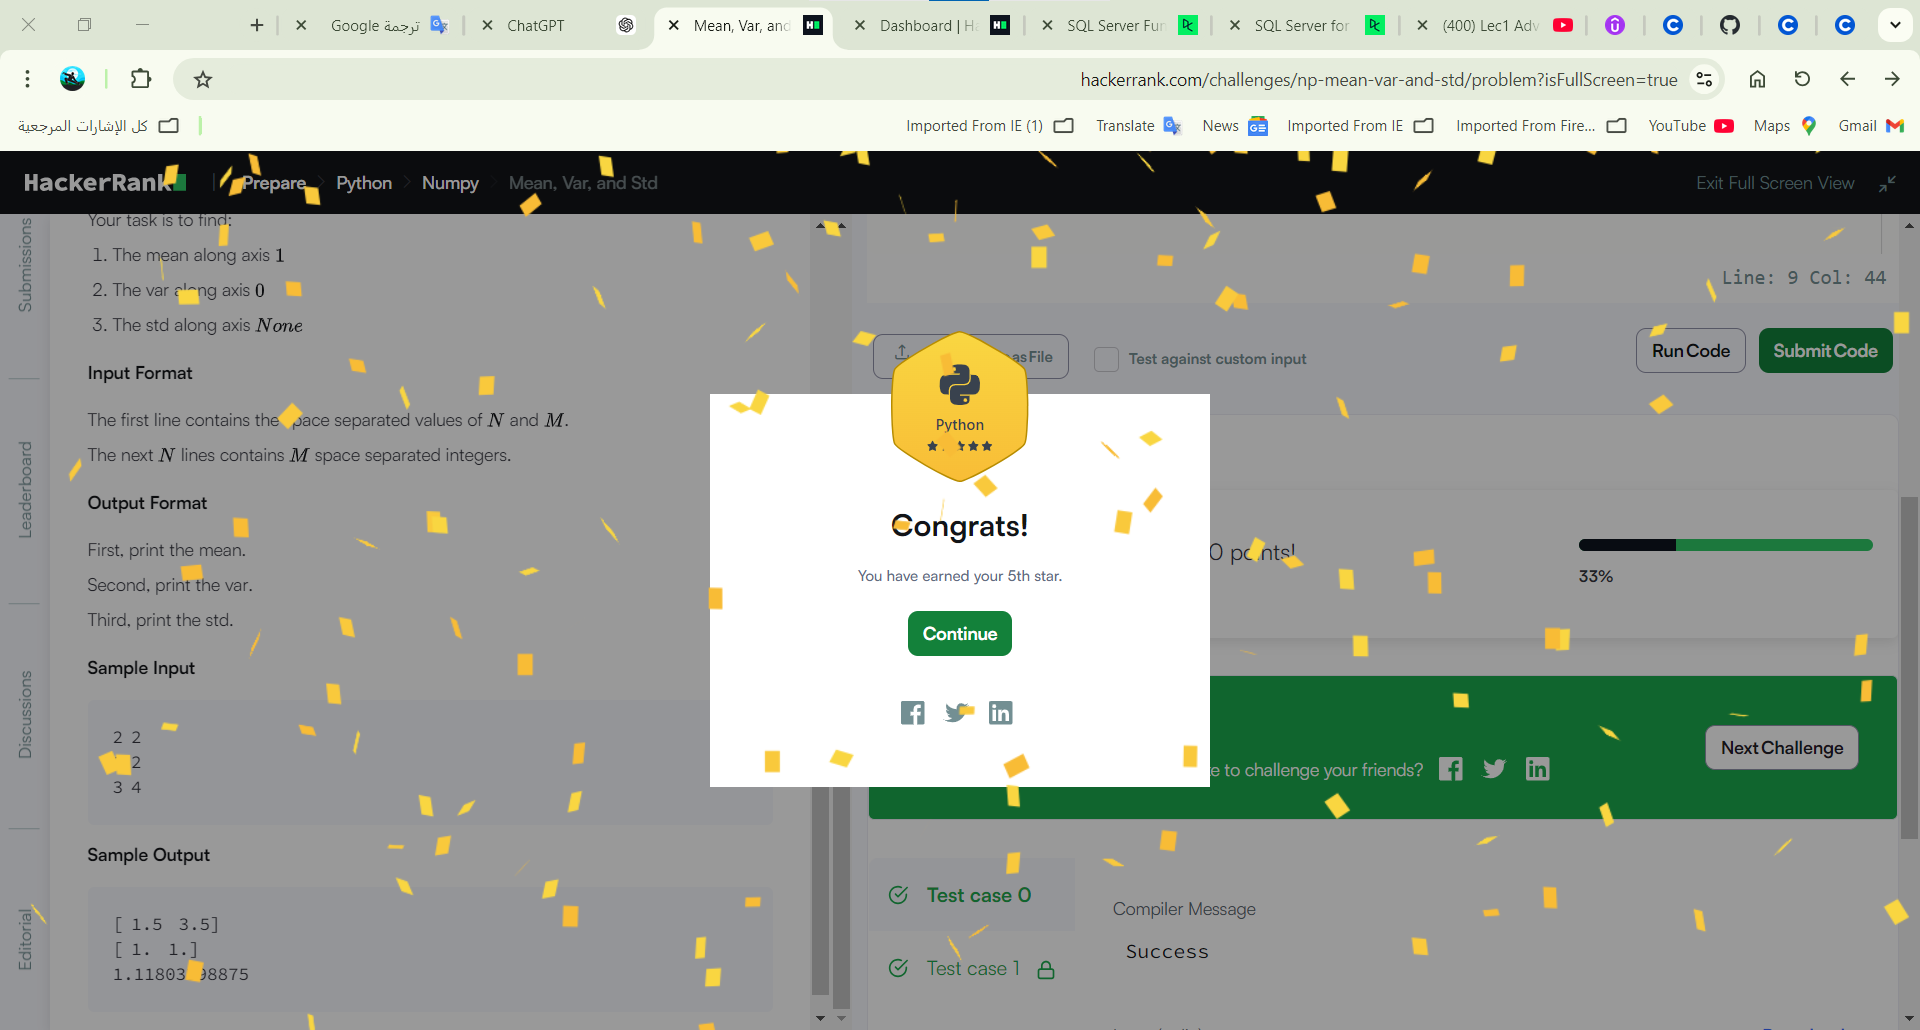 ترجمة Google
ChatGPT
Mean, Var, and
Dashboard | Ha
SQL Server Fun
SQL Server for
(400) Lec1 Adv
hackerrank.com/challenges/np-mean-var-and-std/problem?isFullScreen=true
كل الإشارات المرجعية
Imported From IE (1)
Translate
News
Imported From IE
Imported From Fire...
YouTube
Maps
Gmail
HackerRank
Prepare
Python
Numpy
Mean, Var, and Std
Exit Full Screen View
Submissions
Leaderboard
Discussions
Editorial
Your task is to find:
1. The mean along axis 1
2. The var along axis 0
3. The std along axis None
Input Format
The first line contains the space separated values of N and M.
The next N lines contains M space separated integers.
Output Format
First, print the mean.
Second, print the var.
Third, print the std.
Sample Input
2 2
2
3 4
Sample Output
[ 1.5  3.5]
[ 1.  1.]
Line: 9 Col: 44
as File
Test against custom input
Run Code
Submit Code
Python
Congrats!
You have earned your 5th star.
Continue
0 points!
33%
e to challenge your friends?
Next Challenge
Test case 0
Test case 1
Compiler Message
Success